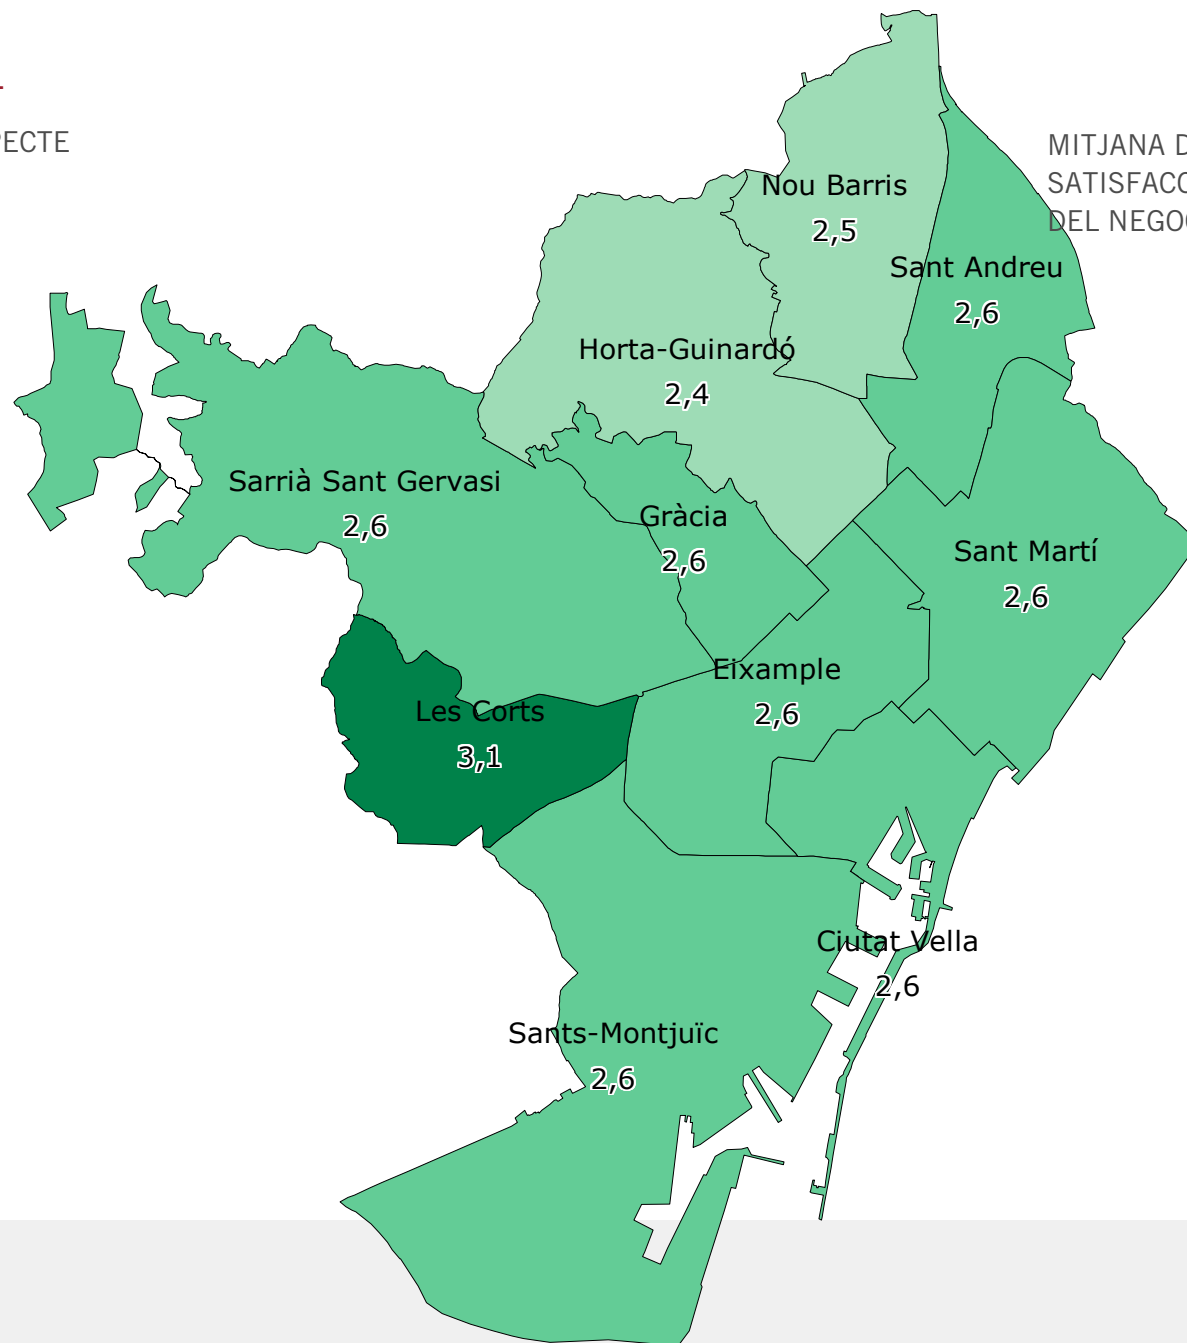 MITJANA D
SATISFACC
DEL NEGOC
Nou Barris
2,5
Sant Andreu
2,6
Horta-Guinardó
2,4
Sarrià Sant Gervasi
2,6
Gràcia
2,6
Sant Martí
2,6
Eixample
2,6
Les Corts
3,1
Ciutat Vella
2,6
Sants-Montjuïc
2,6